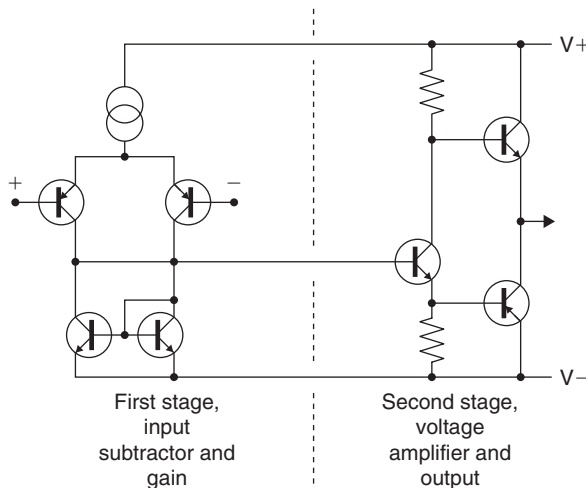 V+
+
−
V−
First stage,
input
subtractor and
gain
Second stage,
voltage
amplifier and
output